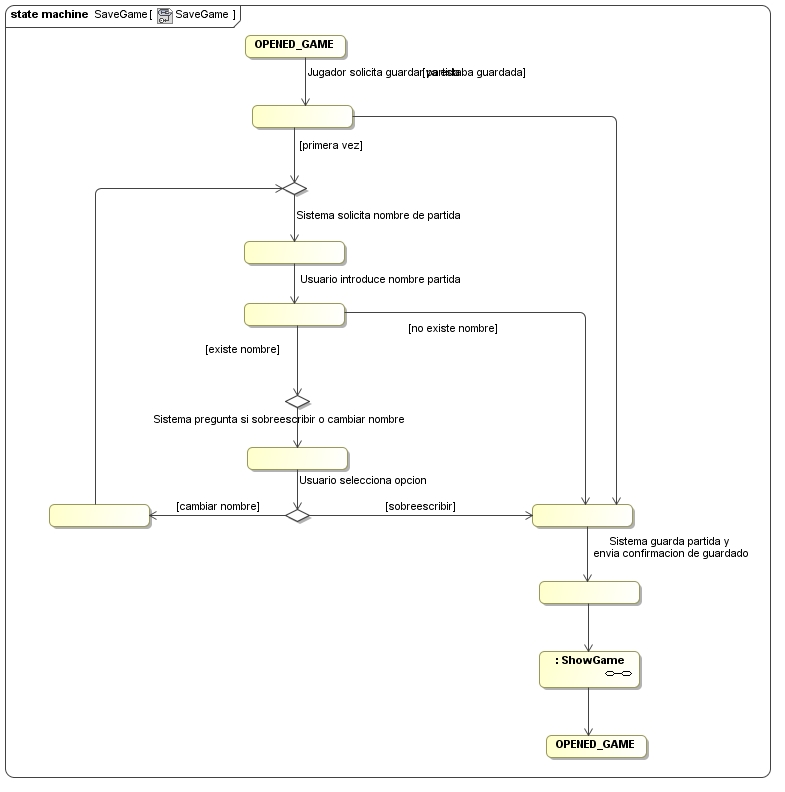 state machine SaveGame [ SaveGame ]
OPENED_GAME
Jugador solicita guardar partida
[ya estaba guardada]
[primera vez]
Sistema solicita nombre de partida
Usuario introduce nombre partida
[no existe nombre]
[existe nombre]
Sistema pregunta si sobreescribir o cambiar nombre
Usuario selecciona opcion
[cambiar nombre]
[sobreescribir]
Sistema guarda partida y
envia confirmacion de guardado
: ShowGame
OPENED_GAME